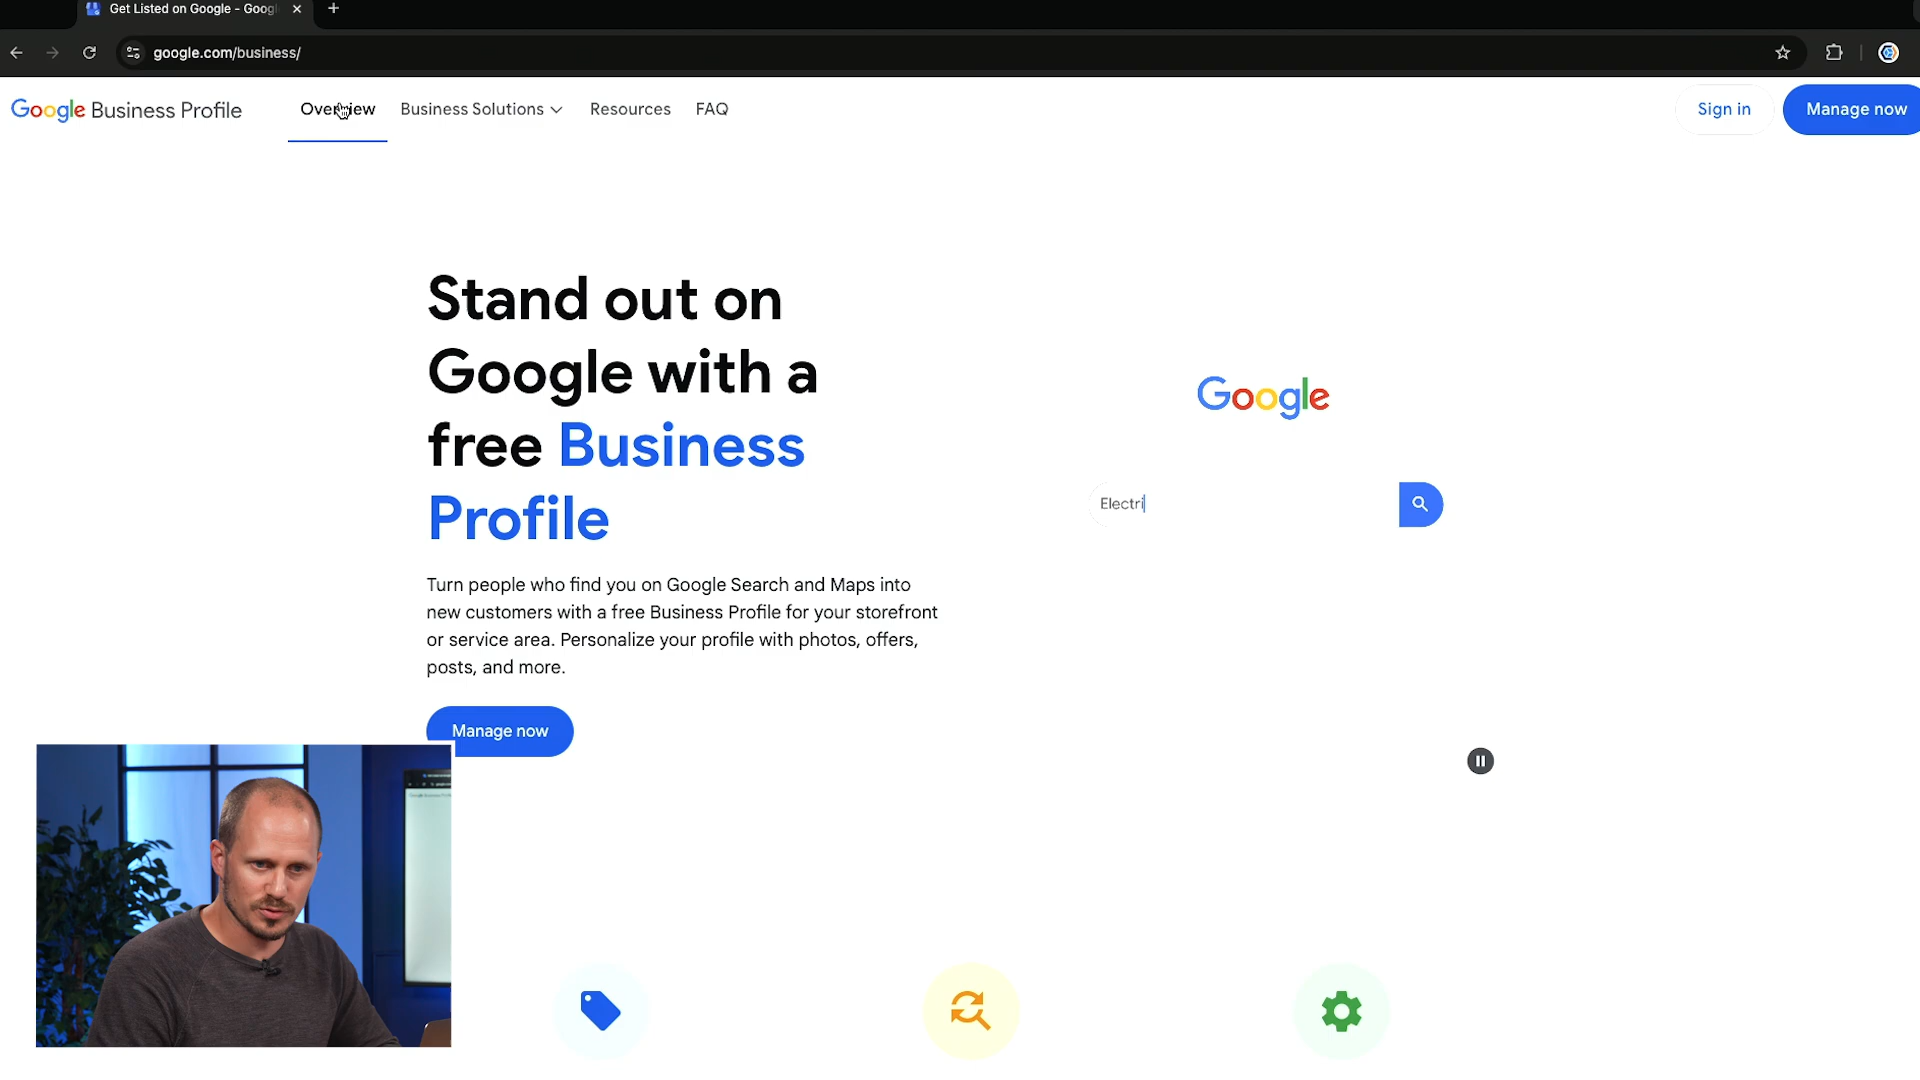 Get Listed on Google - Goog
google.com/business/
Google Business Profile
Overview
Business Solutions
Resources
FAQ
Sign in
Manage now
Stand out on
Google with a
free Business
Profile
Turn people who find you on Google Search and Maps into
new customers with a free Business Profile for your storefront
or service area. Personalize your profile with photos, offers,
posts, and more.
Manage now
Google
Electri